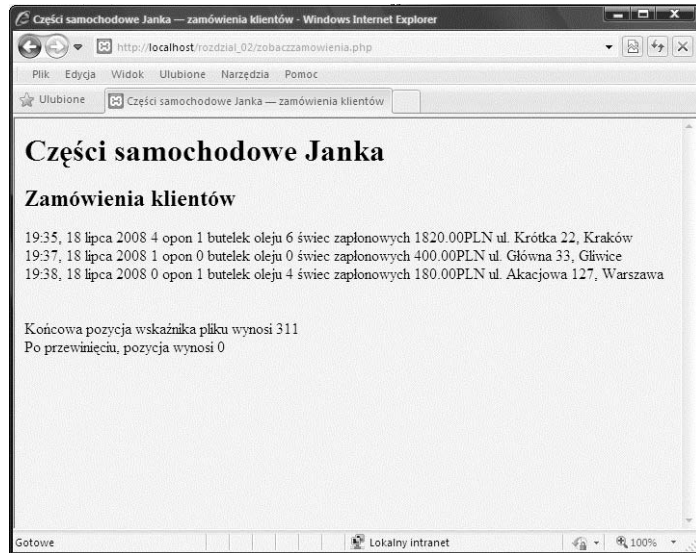 Części samochodowe Janka — zamówienia klientów - Windows Internet Explorer
http://localhost/rozdzial_02/zobaczzamowienia.php
Plik Edycja Widok Ulubione Narzędzia Pomoc
Ulubione Części samochodowe Janka — zamówienia klientów
Części samochodowe Janka
Zamówienia klientów
19:35, 18 lipca 2008 4 opon 1 butelek oleju 6 świec zapłonowych 1820.00PLN ul. Krótka 22, Kraków
19:37, 18 lipca 2008 1 opon 0 butelek oleju 0 świec zapłonowych 400.00PLN ul. Główna 33, Gliwice
19:38, 18 lipca 2008 0 opon 1 butelek oleju 4 świec zapłonowych 180.00PLN ul. Akacjowa 127, Warszawa
Końcowa pozycja wskaźnika pliku wynosi 311
Po przewinięciu, pozycja wynosi 0
Gotowe Lokalny intranet 100%